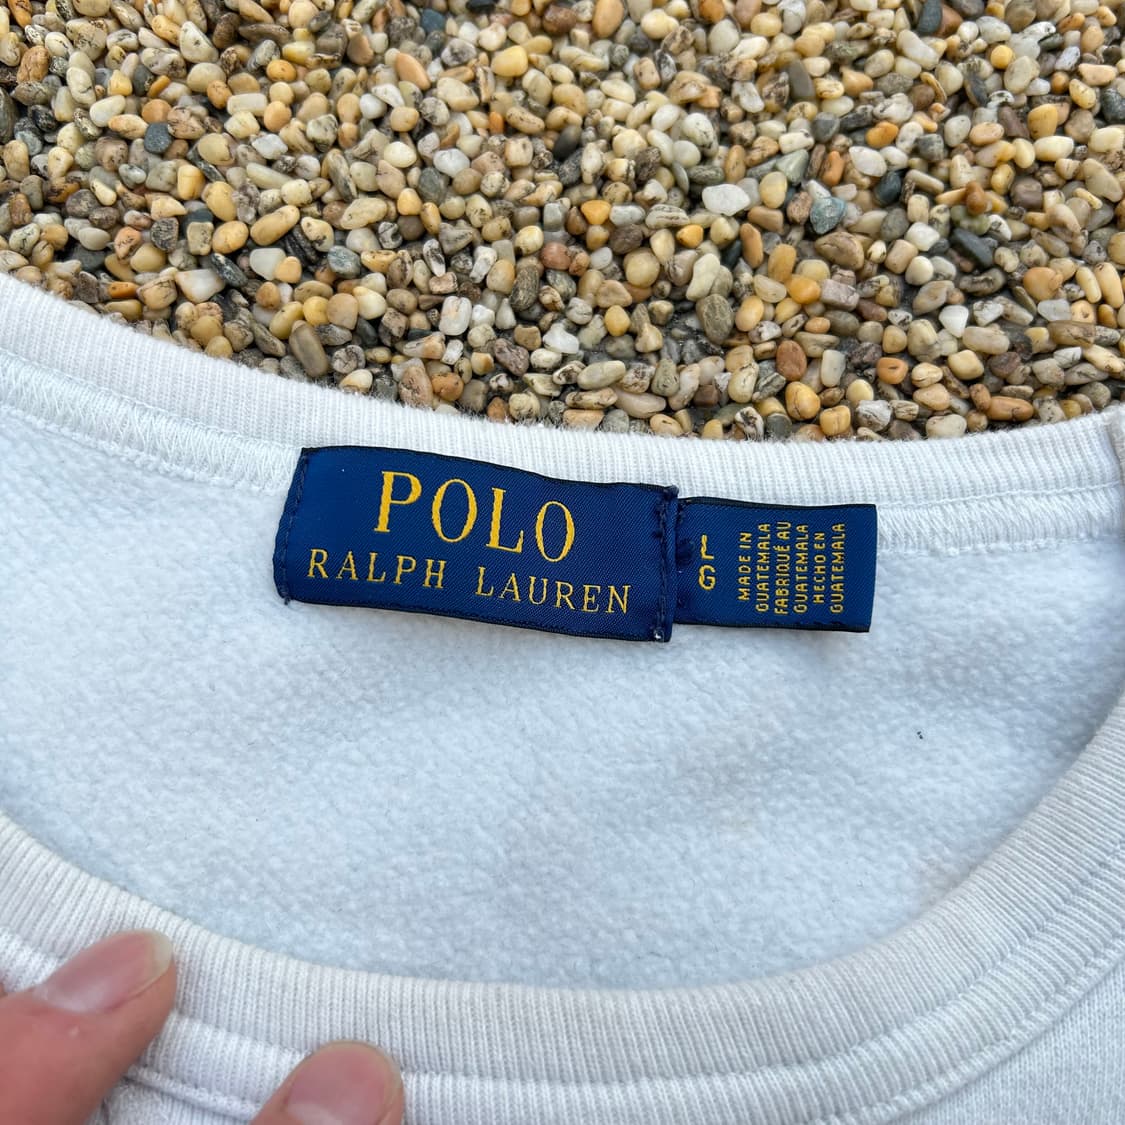 POLO
RALPH LAUREN
L
G
MADE IN
GUATEMALA
FABRIQUÉ AU
GUATEMALA
HECHO EN
GUATEMALA